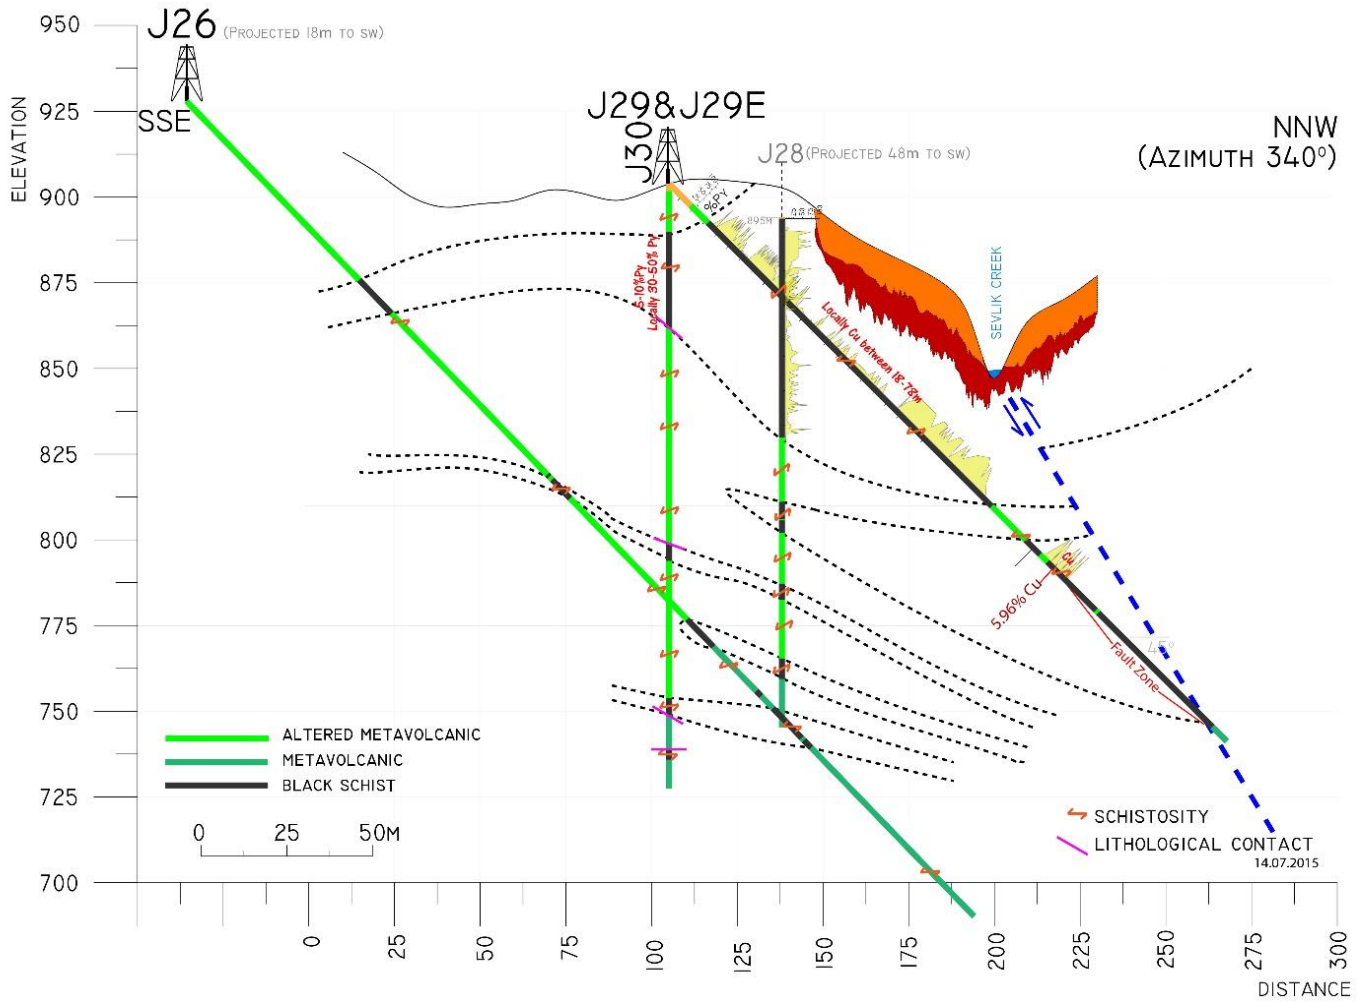 950
J26 (PROJECTED 18m TO SW)
J29&J29E
ELEVATION
925
SSE
J30
NNW
(AZIMUTH 340°)
J28 (PROJECTED 48m TO SW)
900
%Py
895M
875
5-10%Py
Locally 30-50% Py
SEVLIK CREEK
Locally Cu between 18-78m
850
825
800
Cu
5.96% Cu
775
45°
Fault Zone
750
ALTERED METAVOLCANIC
METAVOLCANIC
BLACK SCHIST
725
0 25 50M
SCHISTOSITY
LITHOLOGICAL CONTACT
14.07.2015
700
0 25 50 75 100 125 150 175 200 225 250 275 300
DISTANCE